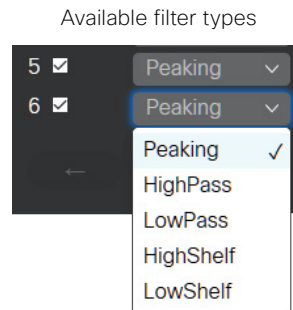 Available filter types
5 Peaking
6 Peaking
Peaking
HighPass
LowPass
HighShelf
LowShelf